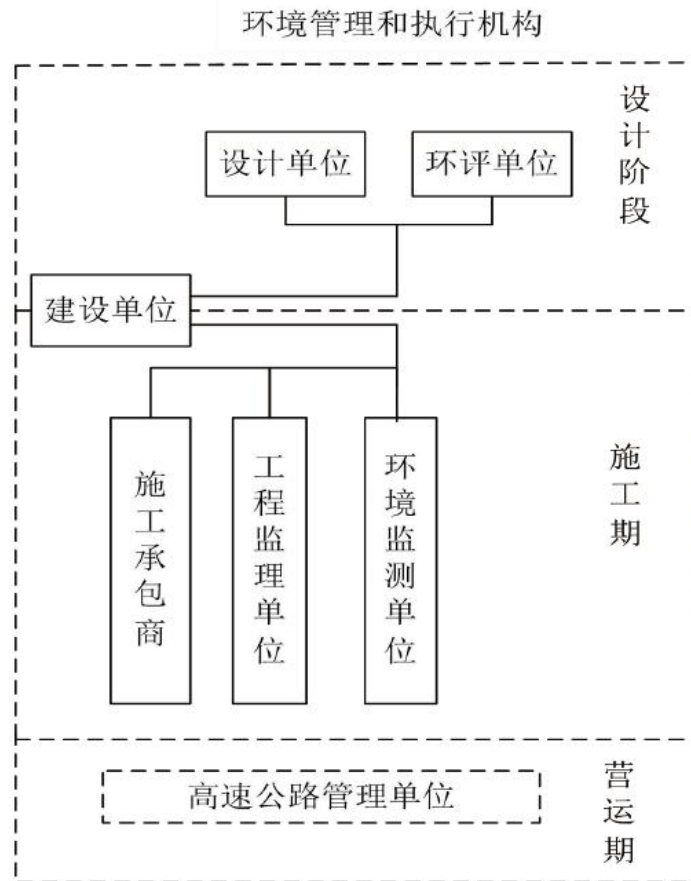 环境管理和执行机构
设计阶段
设计单位
环评单位
建设单位
施工承包商
工程监理单位
环境监测单位
施工期
高速公路管理单位
营运期